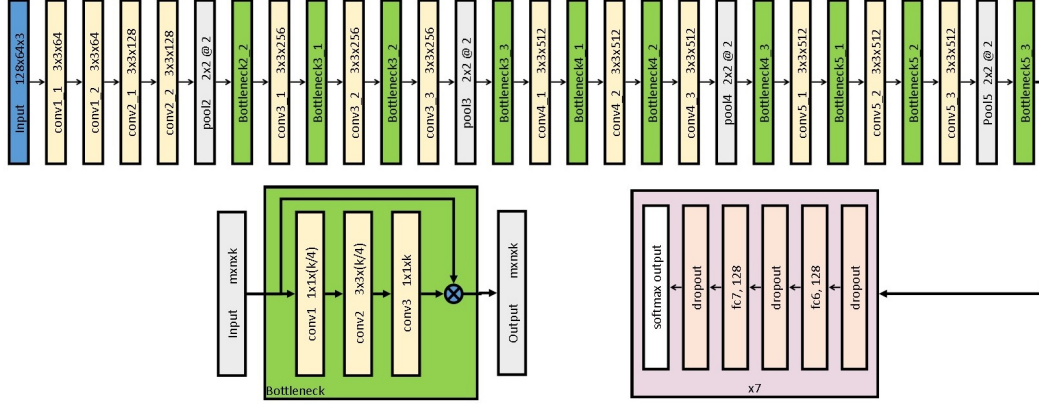 Input 128x64x3
conv1_1 3x3x64
conv1_2 3x3x64
conv2_1 3x3x128
conv2_2 3x3x128
pool2 2x2 @ 2
Bottleneck2_2
conv3_1 3x3x256
Bottleneck3_1
conv3_2 3x3x256
Bottleneck3_2
conv3_3 3x3x256
pool3 2x2 @ 2
Bottleneck3_3
conv4_1 3x3x512
Bottleneck4_1
conv4_2 3x3x512
Bottleneck4_2
conv4_3 3x3x512
pool4 2x2 @ 2
Bottleneck4_3
conv5_1 3x3x512
Bottleneck5_1
conv5_2 3x3x512
Bottleneck5_2
conv5_3 3x3x512
Pool5 2x2 @ 2
Bottleneck5_3
Input mxnxk
conv1 1x1x(k/4)
conv2 3x3x(k/4)
conv3 1x1xk
Output mxnxk
Bottleneck
softmax output
dropout
fc7, 128
dropout
fc6, 128
dropout
x7